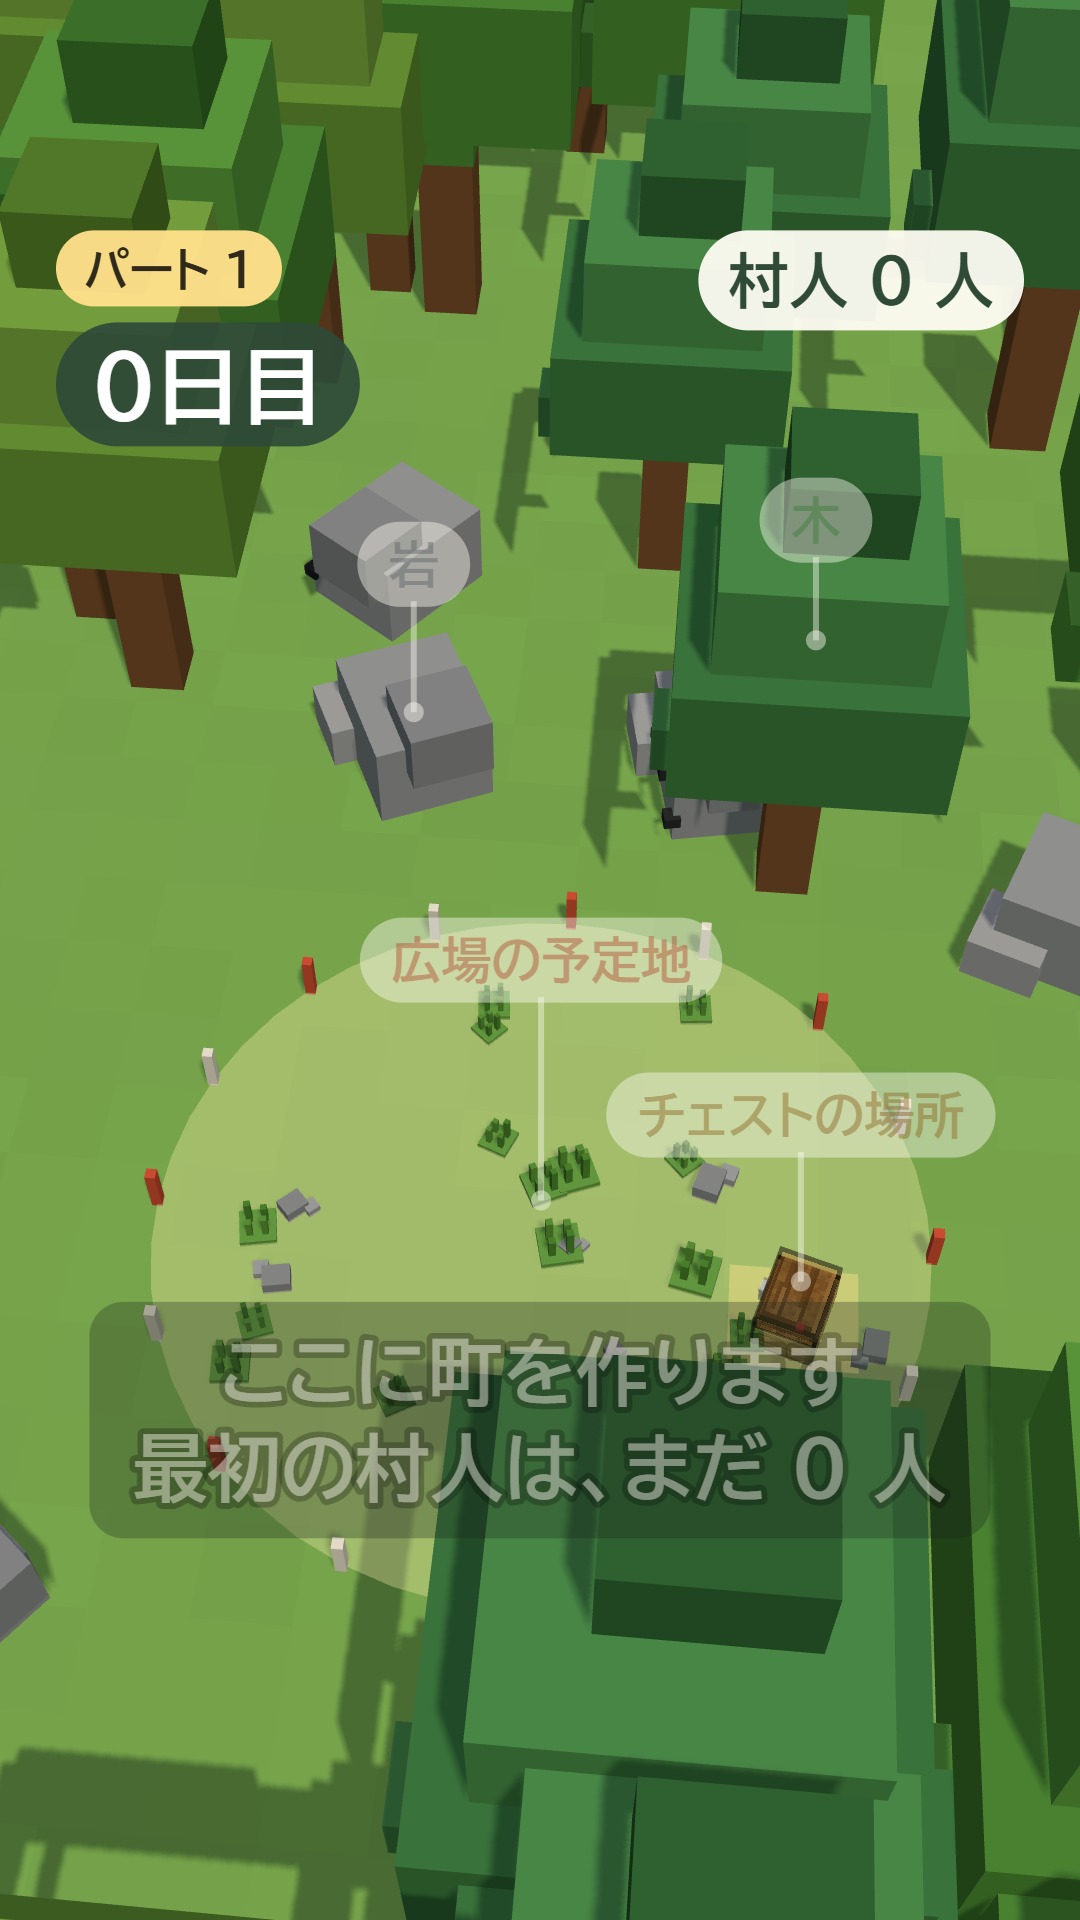 パート 1
0日目
村人 0 人
岩
木
広場の予定地
チェストの場所
ここに町を作ります
最初の村人は、まだ 0 人